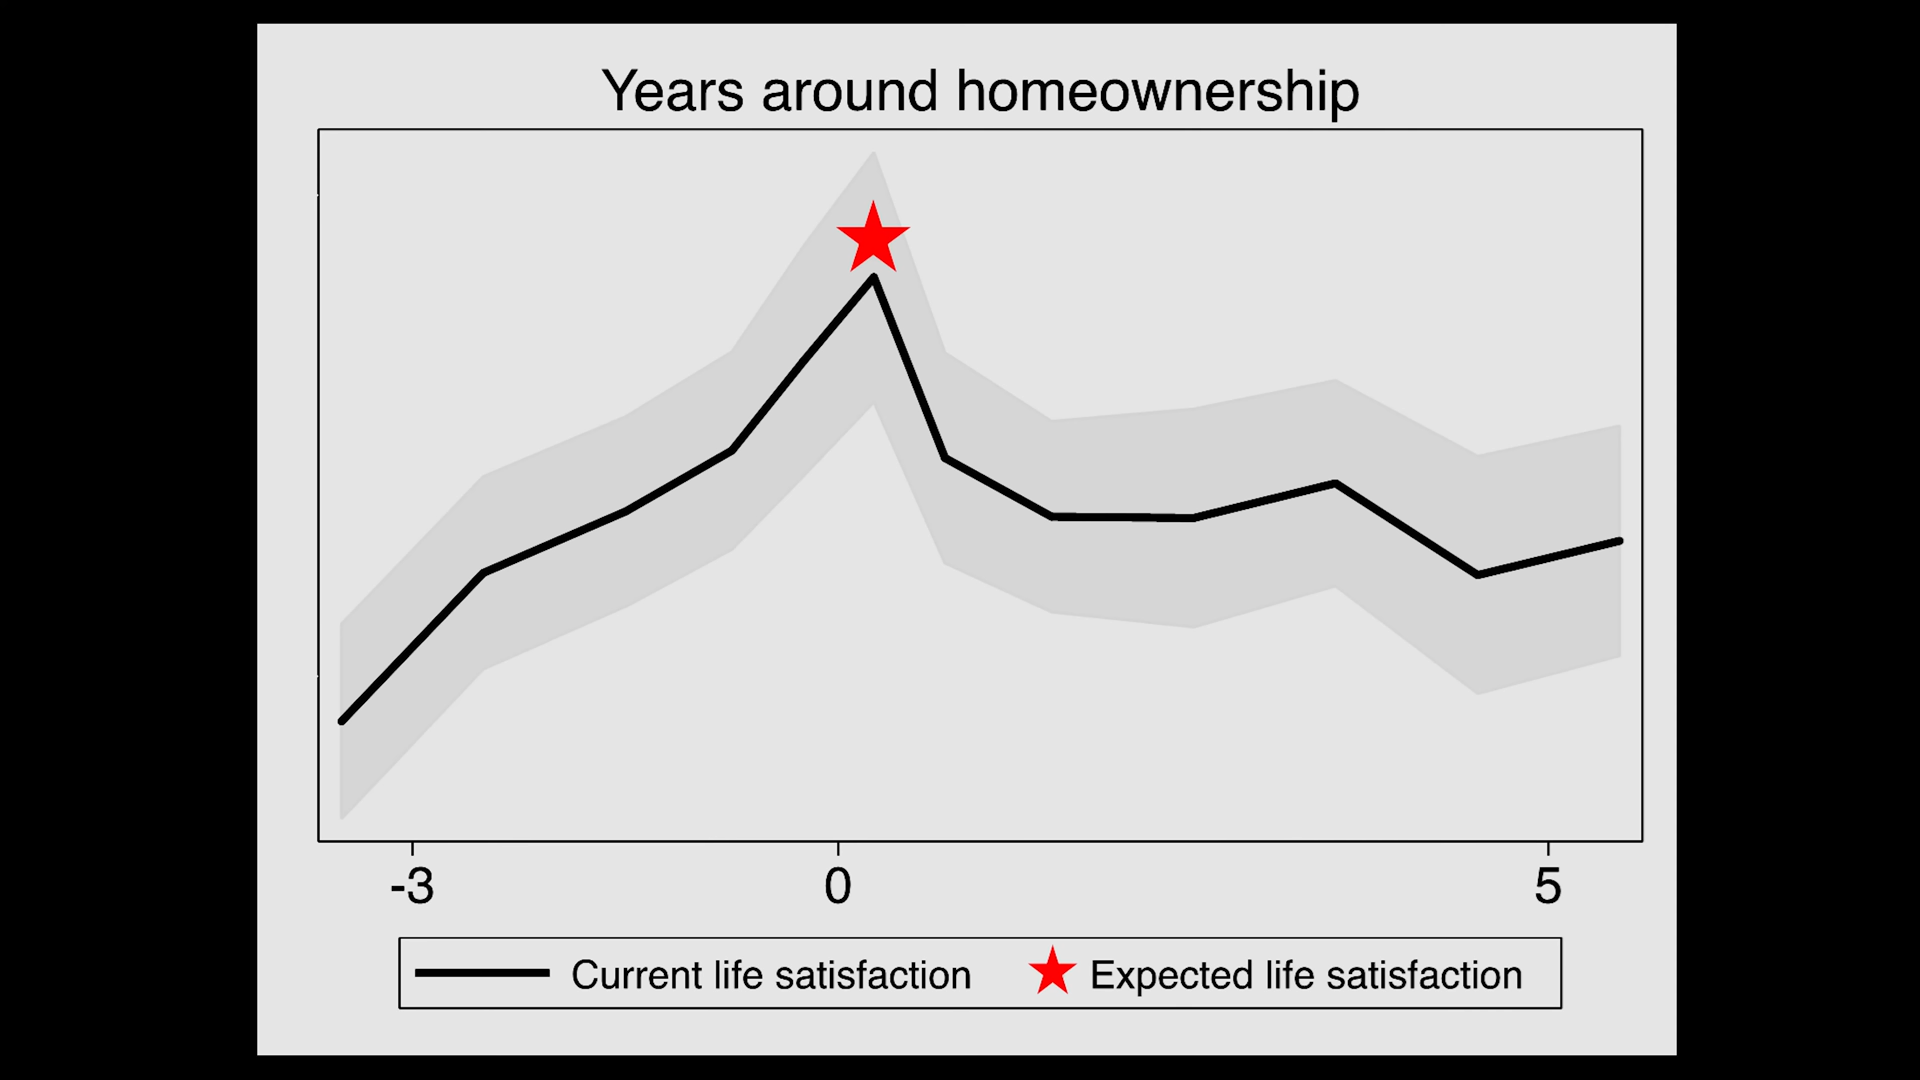 Years around homeownership
-3 0 5
Current life satisfaction Expected life satisfaction